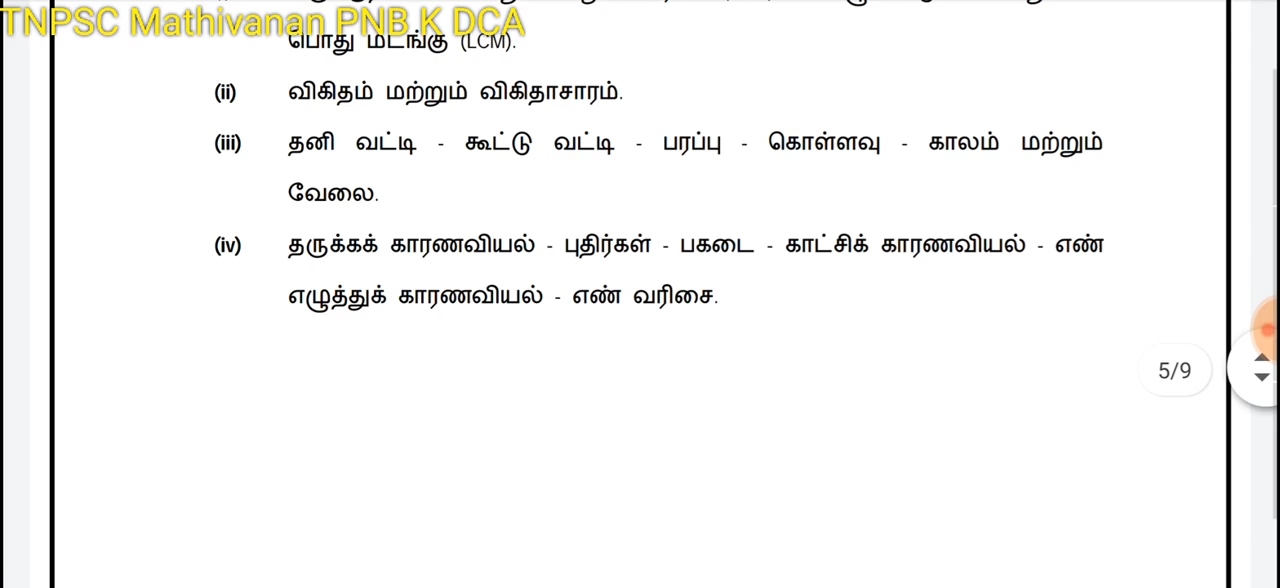 TNPSC Mathivanan PNB K DCA
பொது மடங்கு (LCM).
(ii) விகிதம் மற்றும் விகிதாசாரம்.
(iii) தனி வட்டி - கூட்டு வட்டி - பரப்பு - கொள்ளவு - காலம் மற்றும்
வேலை.
(iv) தருக்கக் காரணவியல் - புதிர்கள் - பகடை - காட்சிக் காரணவியல் - எண்
எழுத்துக் காரணவியல் - எண் வரிசை.
5/9